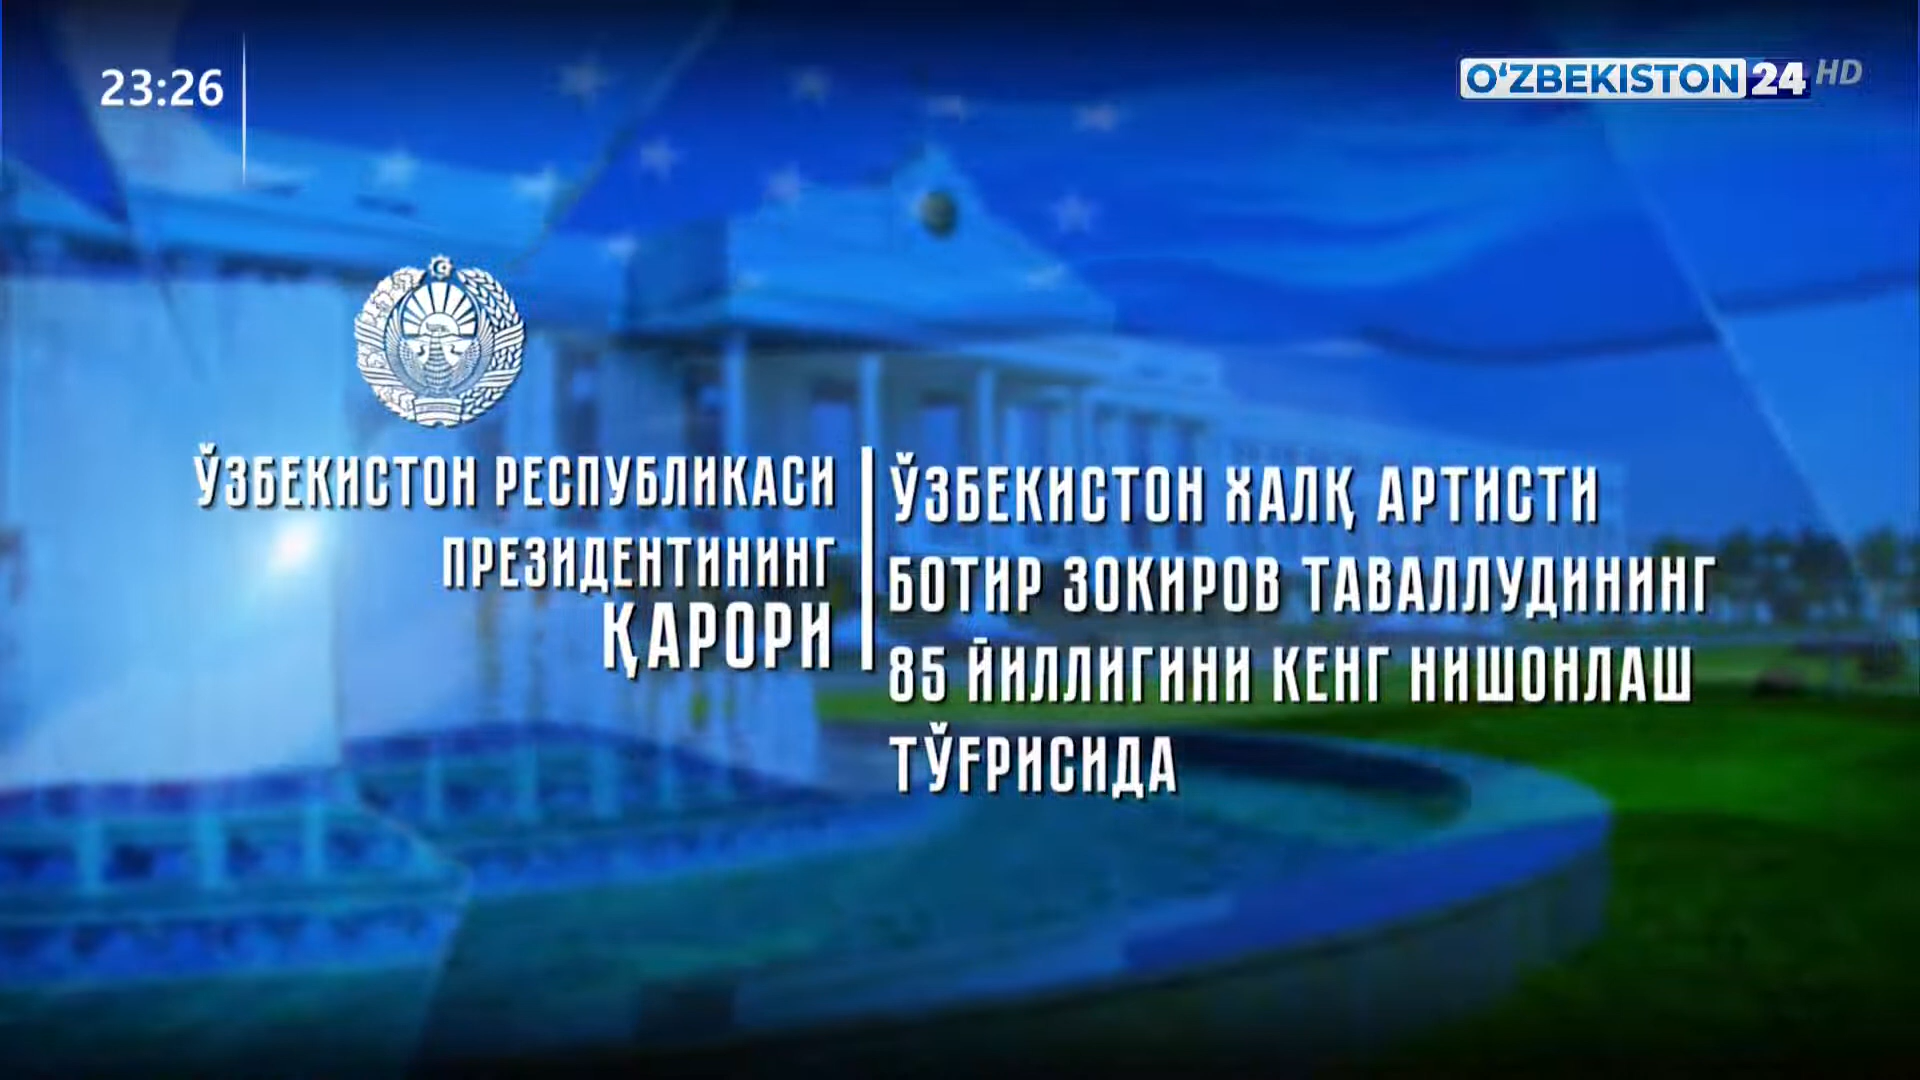 23:26
O‘ZBEKISTON 24 HD
ЎЗБЕКИСТОН РЕСПУБЛИКАСИ
ПРЕЗИДЕНТИНИНГ
ҚАРОРИ
ЎЗБЕКИСТОН ХАЛҚ АРТИСТИ
БОТИР ЗОКИРОВ ТАВАЛЛУДИНИНГ
85 ЙИЛЛИГИНИ КЕНГ НИШОНЛАШ
ТЎҒРИСИДА